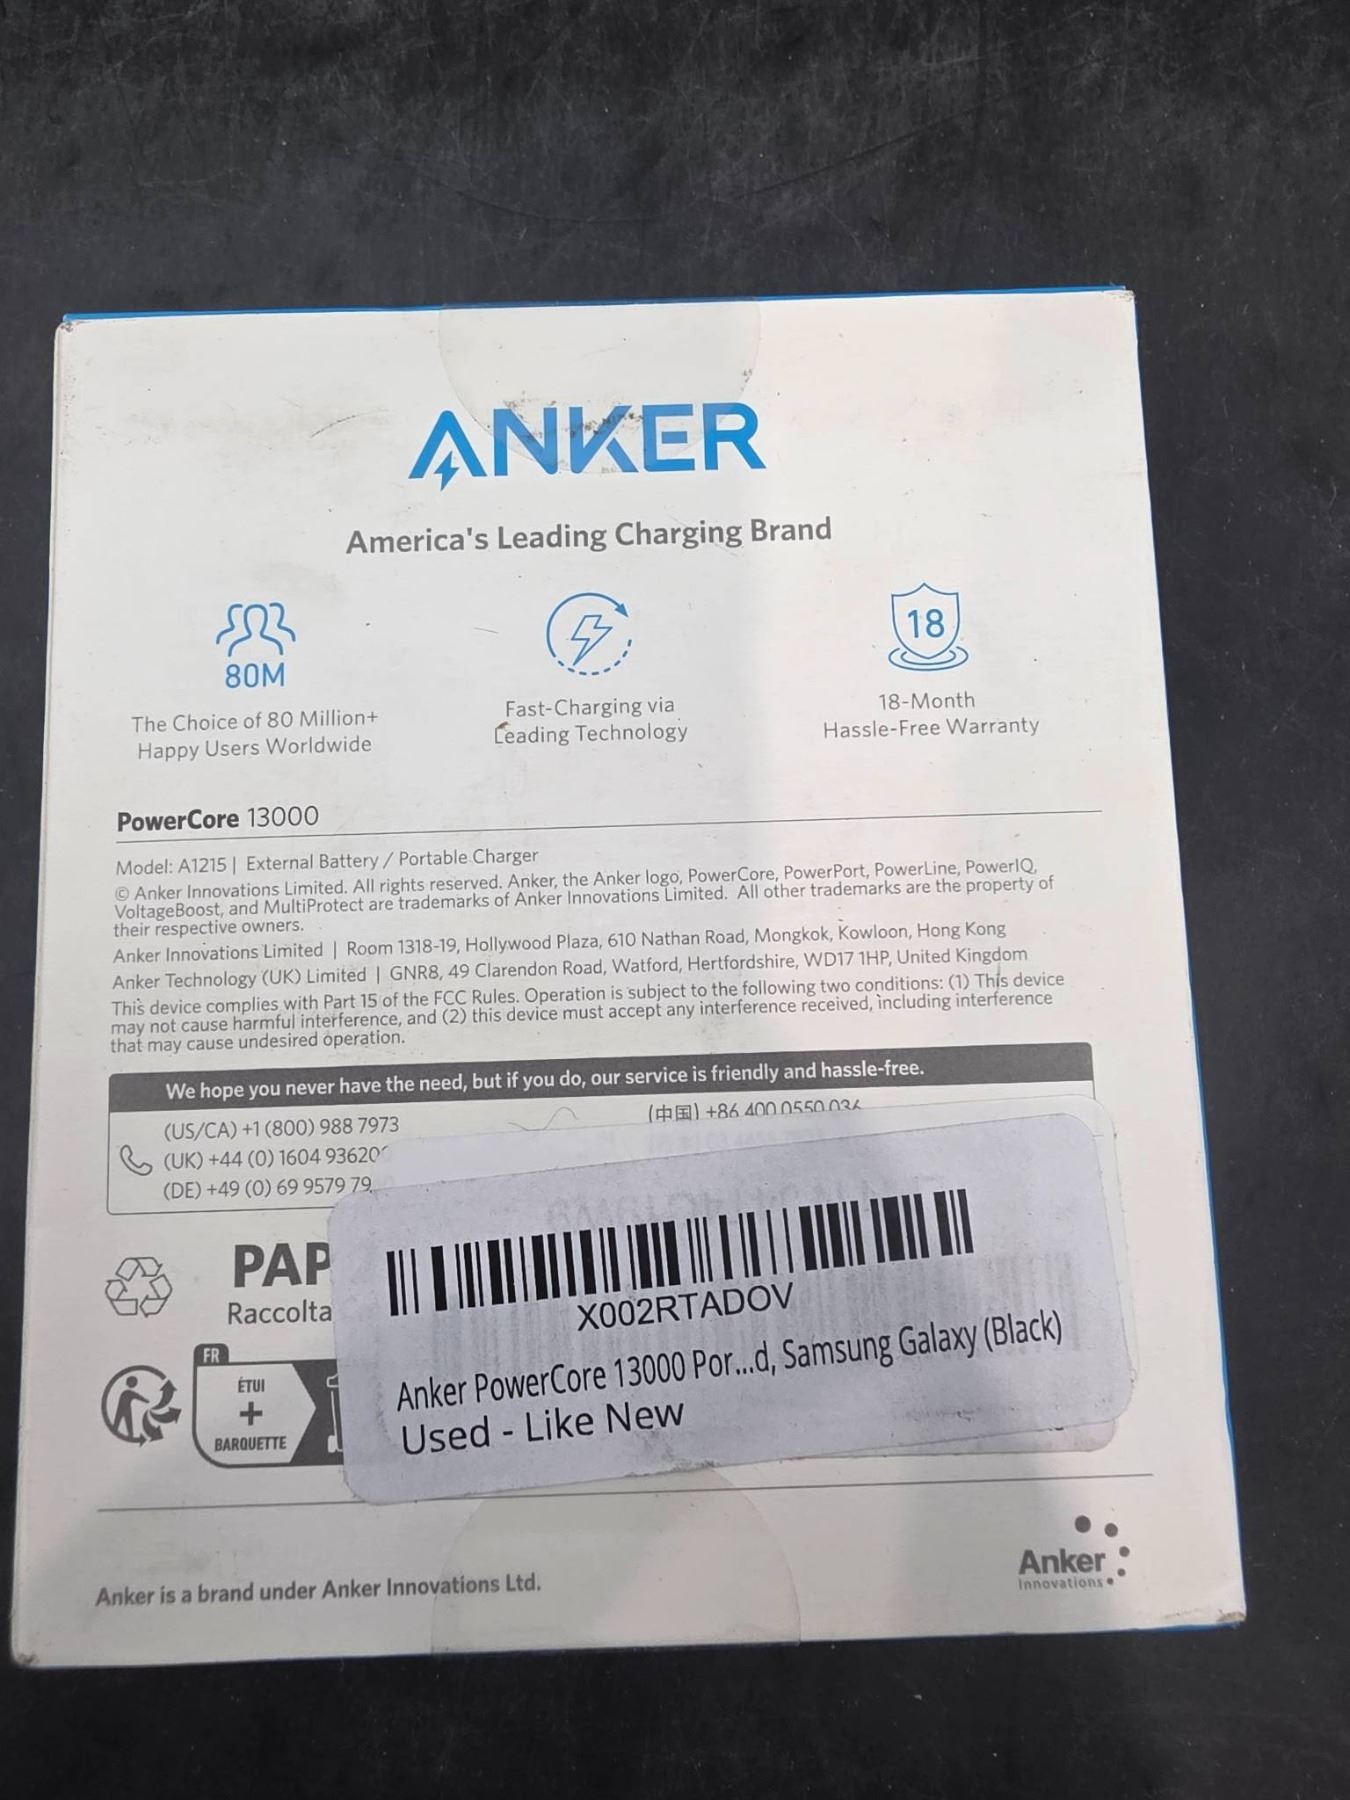 ANKER
America's Leading Charging Brand
80M
The Choice of 80 Million+
Happy Users Worldwide
Fast-Charging via
Leading Technology
18
18-Month
Hassle-Free Warranty
PowerCore 13000
Model: A1215 | External Battery / Portable Charger
© Anker Innovations Limited. All rights reserved. Anker, the Anker logo, PowerCore, PowerPort, PowerLine, PowerIQ,
VoltageBoost, and MultiProtect are trademarks of Anker Innovations Limited. All other trademarks are the property of
their respective owners.
Anker Innovations Limited | Room 1318-19, Hollywood Plaza, 610 Nathan Road, Mongkok, Kowloon, Hong Kong
Anker Technology (UK) Limited | GNR8, 49 Clarendon Road, Watford, Hertfordshire, WD17 1HP, United Kingdom
This device complies with Part 15 of the FCC Rules. Operation is subject to the following two conditions: (1) This device
may not cause harmful interference, and (2) this device must accept any interference received, including interference
that may cause undesired operation.
We hope you never have the need, but if you do, our service is friendly and hassle-free.
(US/CA) +1 (800) 988 7973
(UK) +44 (0) 1604 93620
(DE) +49 (0) 69 9579 79
(中国) +86 400 0550 036
PAP
Raccolta
FR
ÉTUI
+
BARQUETTE
X002RTADOV
Anker PowerCore 13000 Por...d, Samsung Galaxy (Black)
Used - Like New
Anker is a brand under Anker Innovations Ltd.
Anker
Innovations